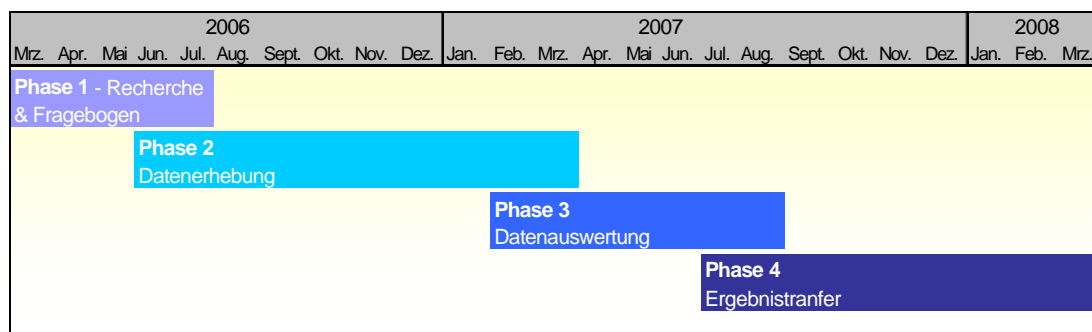 2006 2007 2008
Mrz. Apr. Mai Jun. Jul. Aug. Sept. Okt. Nov. Dez. Jan. Feb. Mrz. Apr. Mai Jun. Jul. Aug. Sept. Okt. Nov. Dez. Jan. Feb. Mrz.
Phase 1 - Recherche
& Fragebogen
Phase 2
Datenerhebung
Phase 3
Datenauswertung
Phase 4
Ergebnistranfer